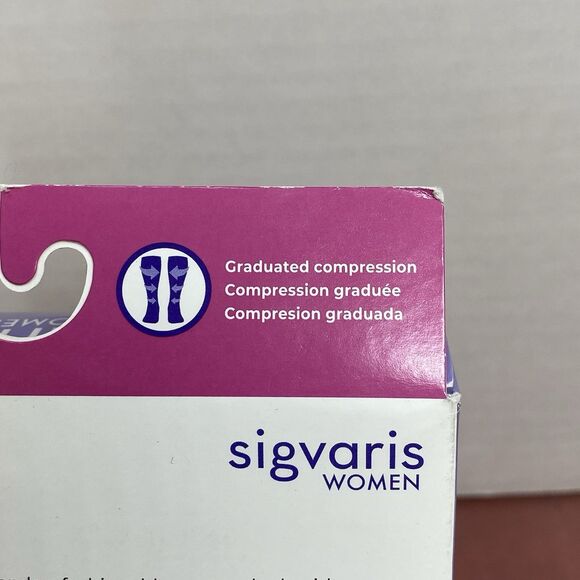 Graduated compression
Compression graduée
Compresion graduada
sigvaris
WOMEN